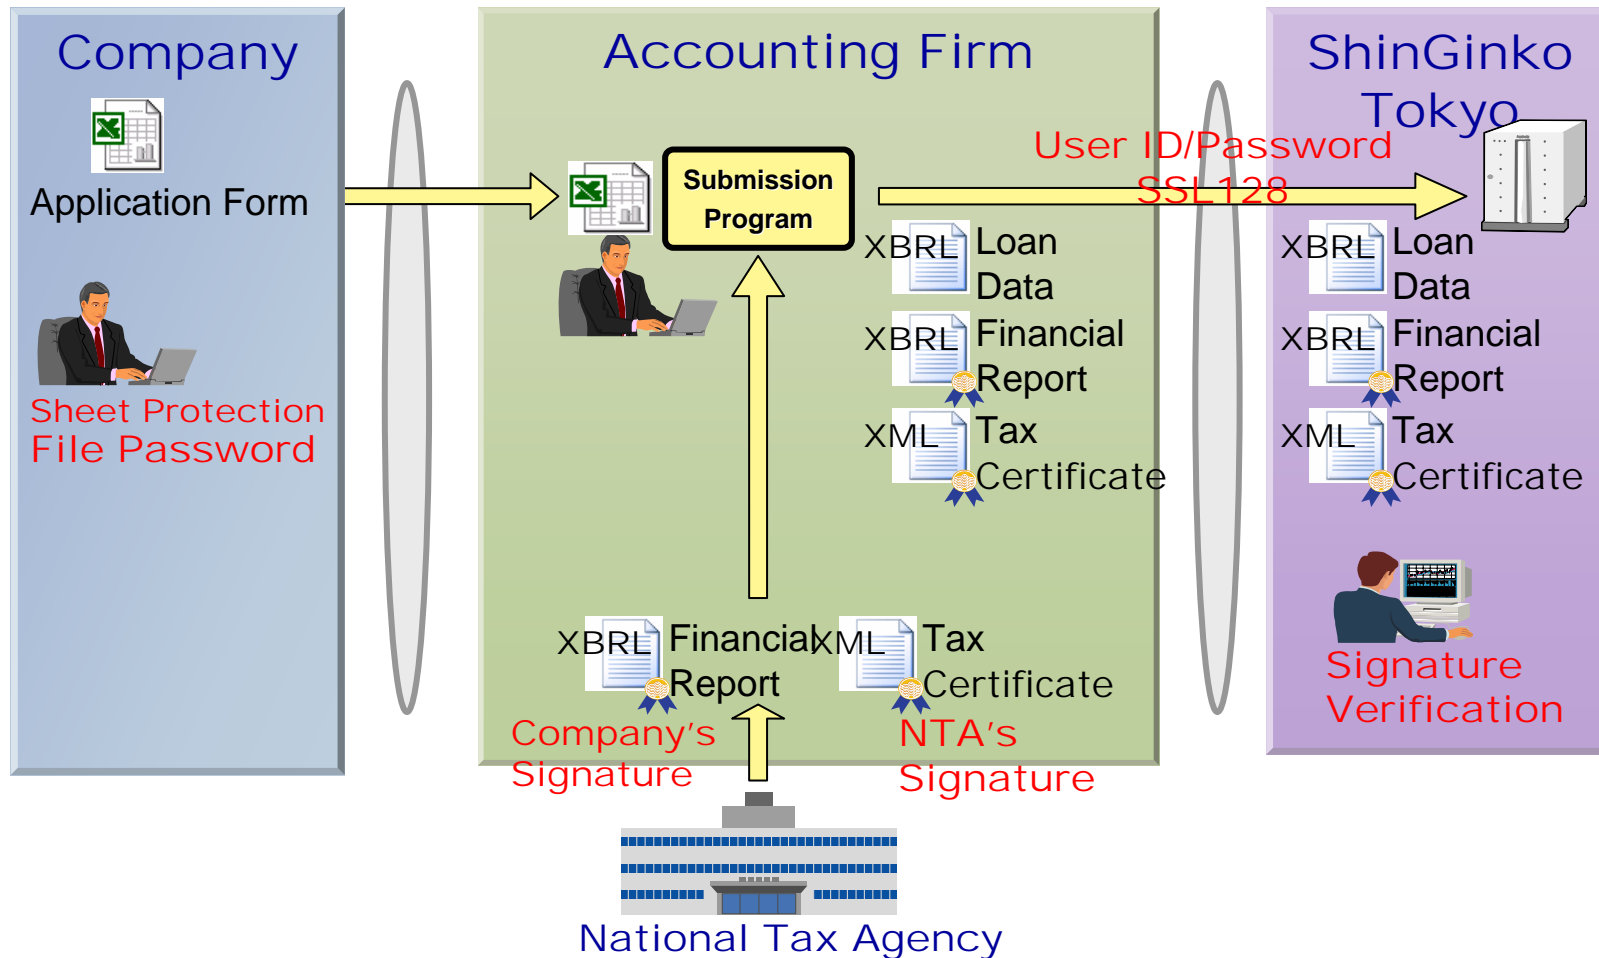 Company
Application Form
Sheet Protection
File Password
Accounting Firm
Submission
Program
XBRL Loan
Data
XBRL Financial
Report
XML Tax
Certificate
XBRL Financial
Report
XML Tax
Certificate
Company's
Signature
NTA's
Signature
National Tax Agency
User ID/Password
SSL128
ShinGinko
Tokyo
XBRL Loan
Data
XBRL Financial
Report
XML Tax
Certificate
Signature
Verification